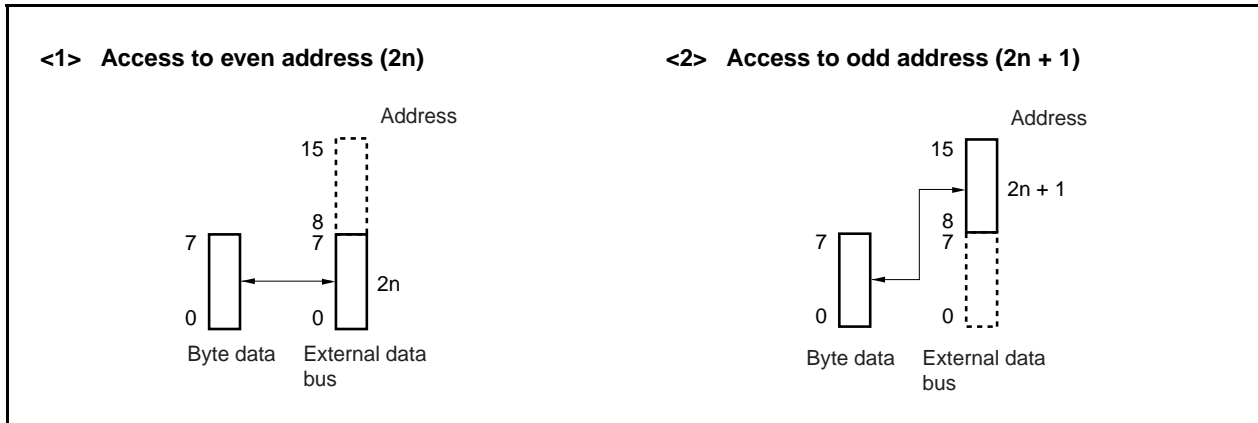 <1> Access to even address (2n)
Address
15
8
7
7
2n
0
0
Byte data
External data
bus
<2> Access to odd address (2n + 1)
Address
15
2n + 1
8
7
7
0
0
Byte data
External data
bus